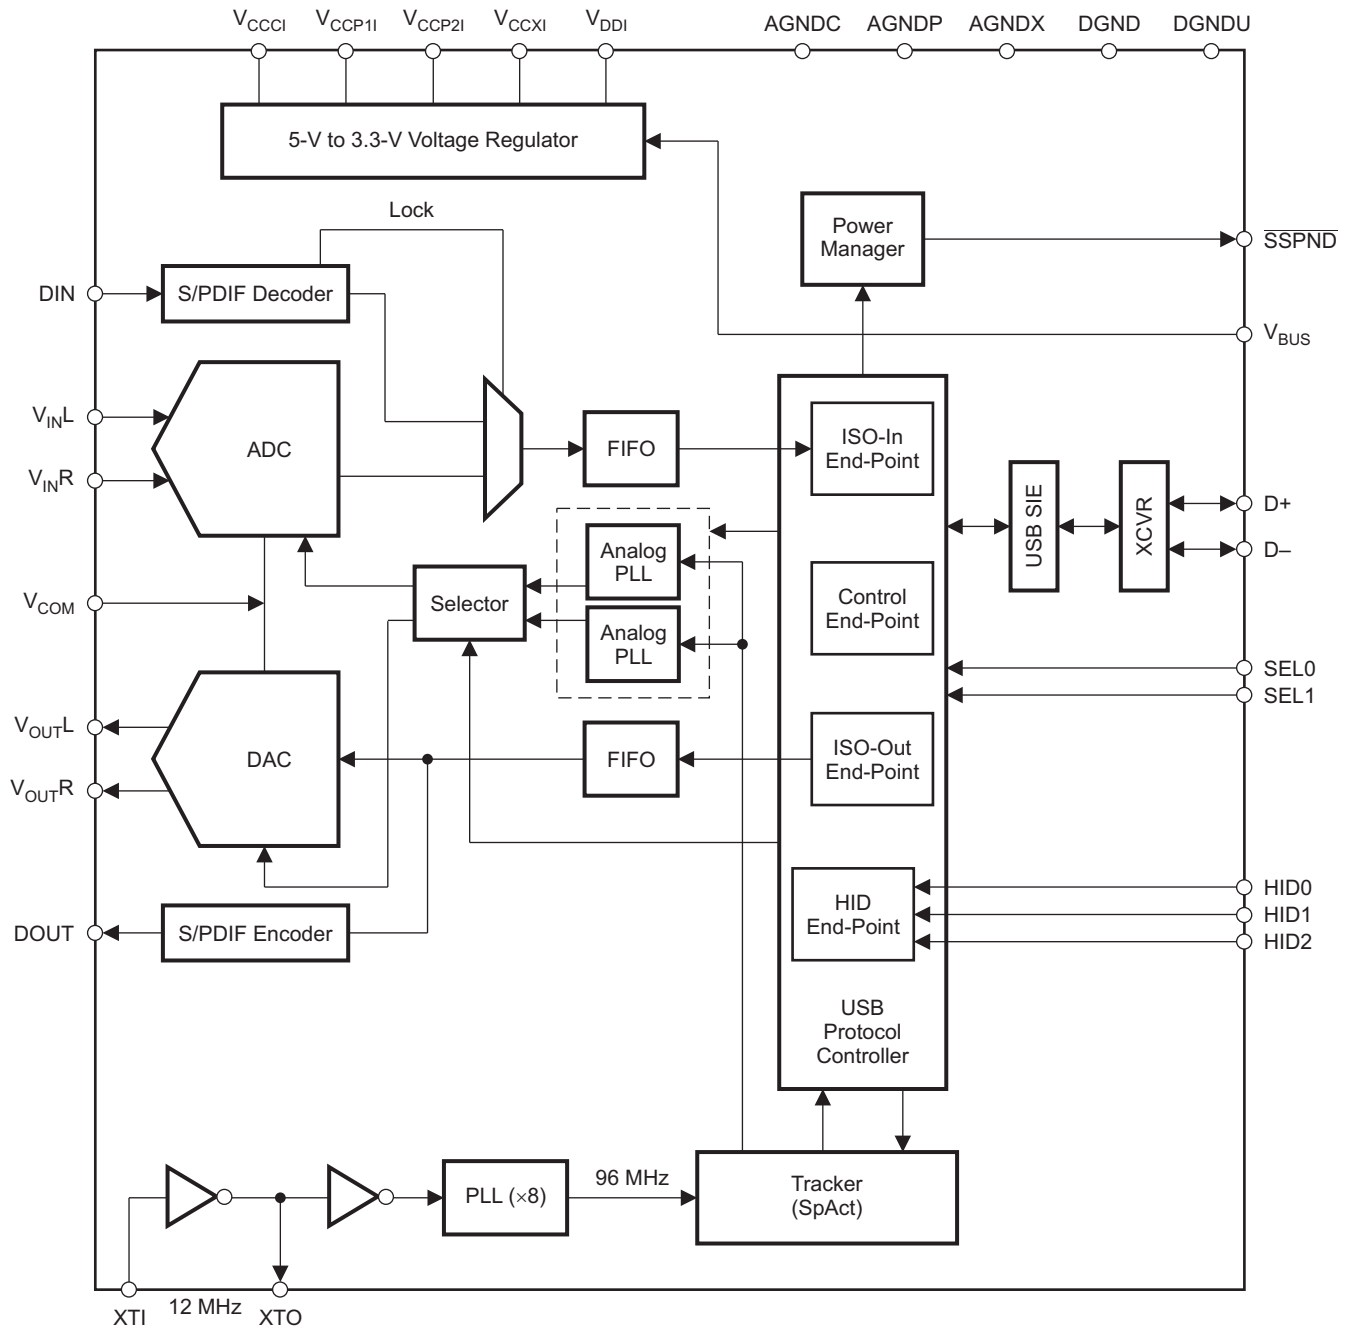 VCCCI VCCP1I VCCP2I VCCXI VDDI AGNDC AGNDP AGNDX DGND DGNDU
5-V to 3.3-V Voltage Regulator
Lock
Power
Manager
SSPND
DIN
S/PDIF Decoder
VBUS
VINL
VINR
ADC
FIFO
ISO-In
End-Point
USB SIE
XCVR
D+
D–
Analog
PLL
Selector
Analog
PLL
Control
End-Point
VCOM
SEL0
SEL1
VOUTL
VOUTR
DAC
FIFO
ISO-Out
End-Point
HID
End-Point
HID0
HID1
HID2
DOUT
S/PDIF Encoder
USB
Protocol
Controller
PLL (×8)
96 MHz
Tracker
(SpAct)
XTI
12 MHz
XTO